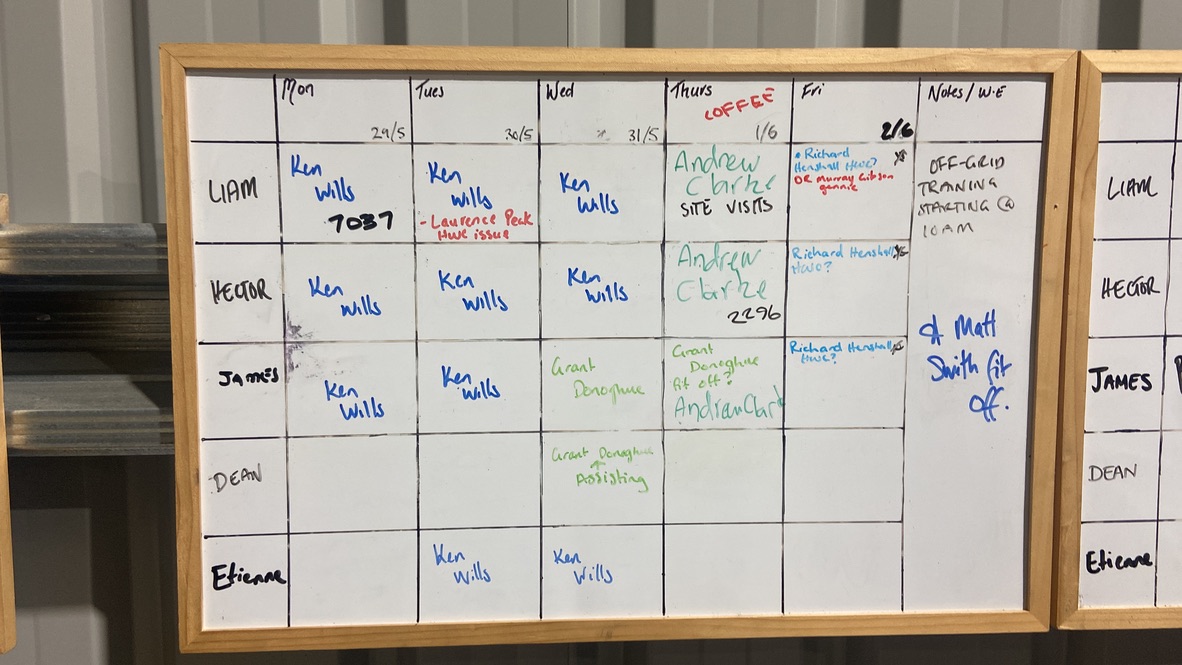 Mon
Tues
Wed
Thurs
Fri
Notes / W.E
COFFEE
29/5
30/5
31/5
1/6
2/6
LIAM
Ken
Wills
7037
Ken
Wills
- Laurence Peak
Hwc issue
Ken
Wills
Andrew
Clarke
SITE VISITS
• Richard
Henshall Hwc?
OR Murray Gibson
gennie
OFF-GRID
TRAINING
STARTING @
10AM
HECTOR
Ken
Wills
Ken
Wills
Ken
Wills
Andrew
Clarke
2296
Richard Henshall
Hwc?
& Matt
Smith fit
off.
JAMES
Ken
Wills
Ken
Wills
Grant
Donoghue
Grant
Donoghue
fit off?
Andrew Clark
Richard Henshall
Hwc?
DEAN
Grant Donoghue
Assisting
Etienne
Ken
Wills
Ken
Wills
LIAM
HECTOR
JAMES
DEAN
Etienne